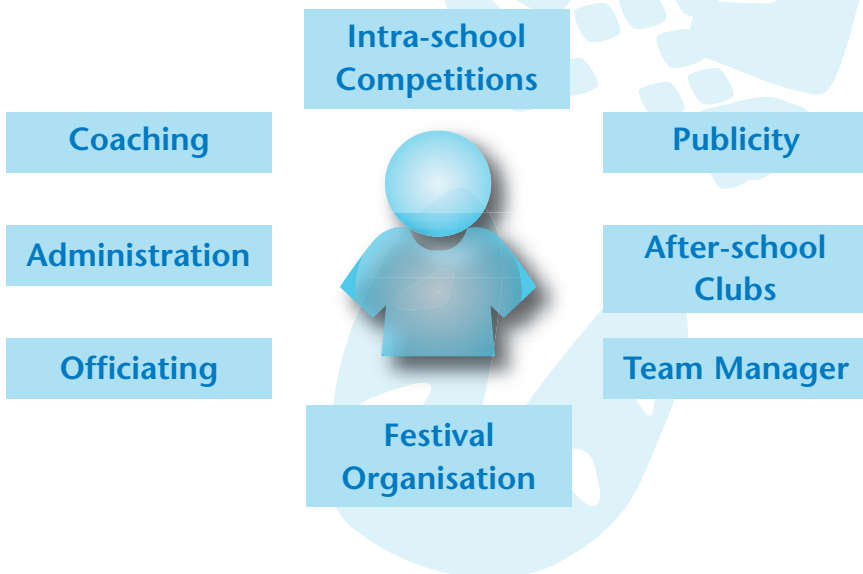 Intra-school
Competitions
Coaching
Publicity
Administration
After-school
Clubs
Officiating
Team Manager
Festival
Organisation